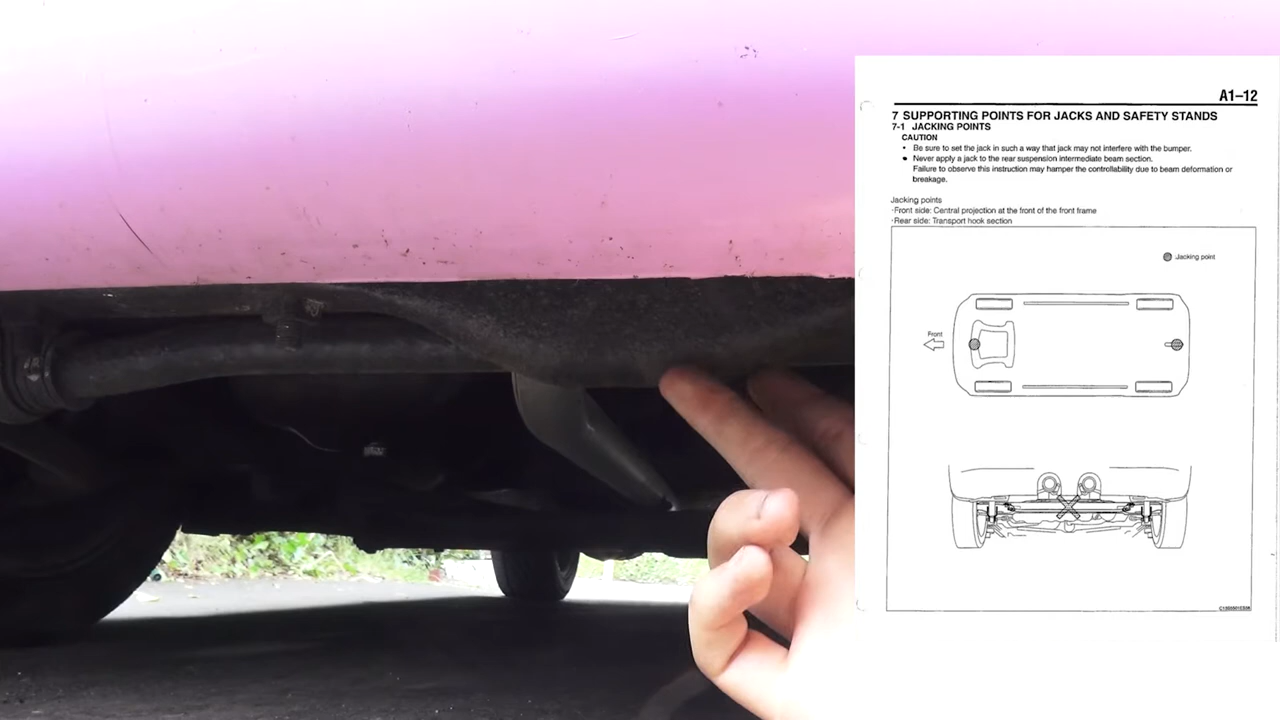 A1–12
7 SUPPORTING POINTS FOR JACKS AND SAFETY STANDS
7-1 JACKING POINTS
CAUTION
• Be sure to set the jack in such a way that jack may not interfere with the bumper.
• Never apply a jack to the rear suspension intermediate beam section.
Failure to observe this instruction may hamper the controllability due to beam deformation or
breakage.
Jacking points
·Front side: Central projection at the front of the front frame
·Rear side: Transport hook section
Jacking point
Front